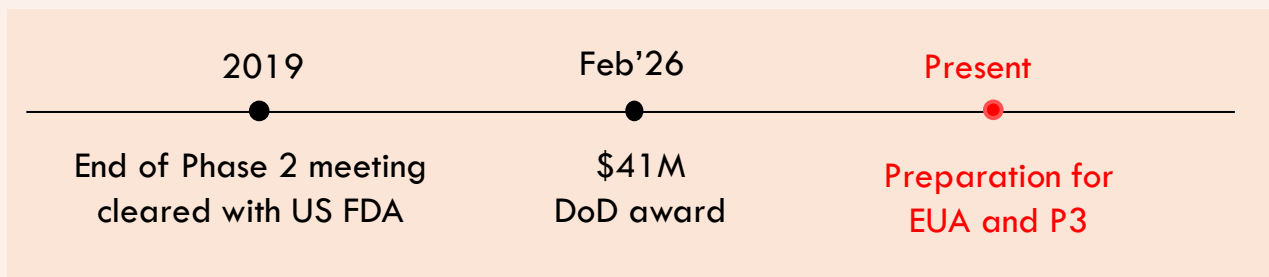 2019
End of Phase 2 meeting
cleared with US FDA
Feb’26
$41M
DoD award
Present
Preparation for
EUA and P3